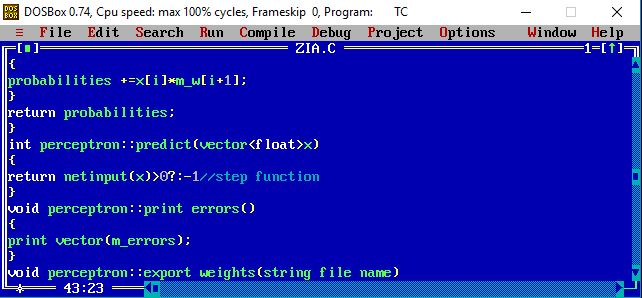 DOSBox 0.74, Cpu speed: max 100% cycles, Frameskip 0, Program: TC
≡ File Edit Search Run Compile Debug Project Options Window Help
[■] ZIA.C 1=[↑]
{
probabilities +=x[i]*m_w[i+1];
}
return probabilities;
}
int perceptron::predict(vector<float>x)
{
return netinput(x)>0?:-1//step function
}
void perceptron::print errors()
{
print vector(m_errors);
}
void perceptron::export weights(string file name)
43:23